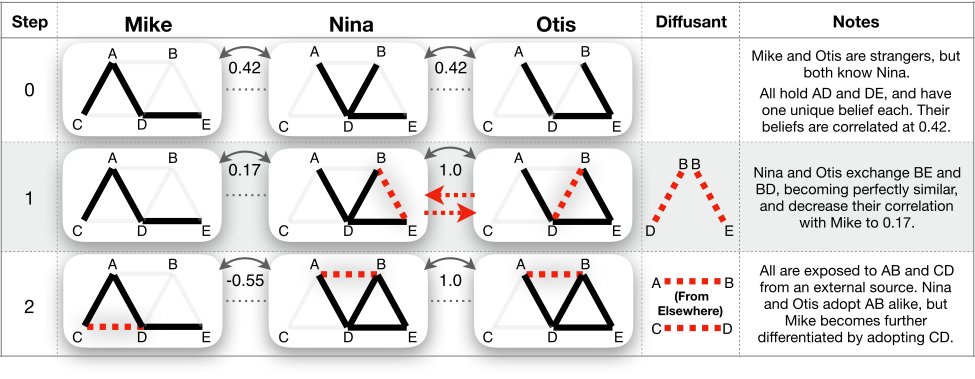 Step Mike Nina Otis Diffusant Notes
0
A B
C D E
0.42
A B
C D E
0.42
A B
C D E
Mike and Otis are strangers, but
both know Nina.
All hold AD and DE, and have
one unique belief each. Their
beliefs are correlated at 0.42.
1
A B
C D E
0.17
A B
C D E
1.0
A B
C D E
B B
D E
Nina and Otis exchange BE and
BD, becoming perfectly similar,
and decrease their correlation
with Mike to 0.17.
2
A B
C D E
-0.55
A B
C D E
1.0
A B
C D E
A B
(From
Elsewhere)
C D
All are exposed to AB and CD
from an external source. Nina
and Otis adopt AB alike, but
Mike becomes further
differentiated by adopting CD.